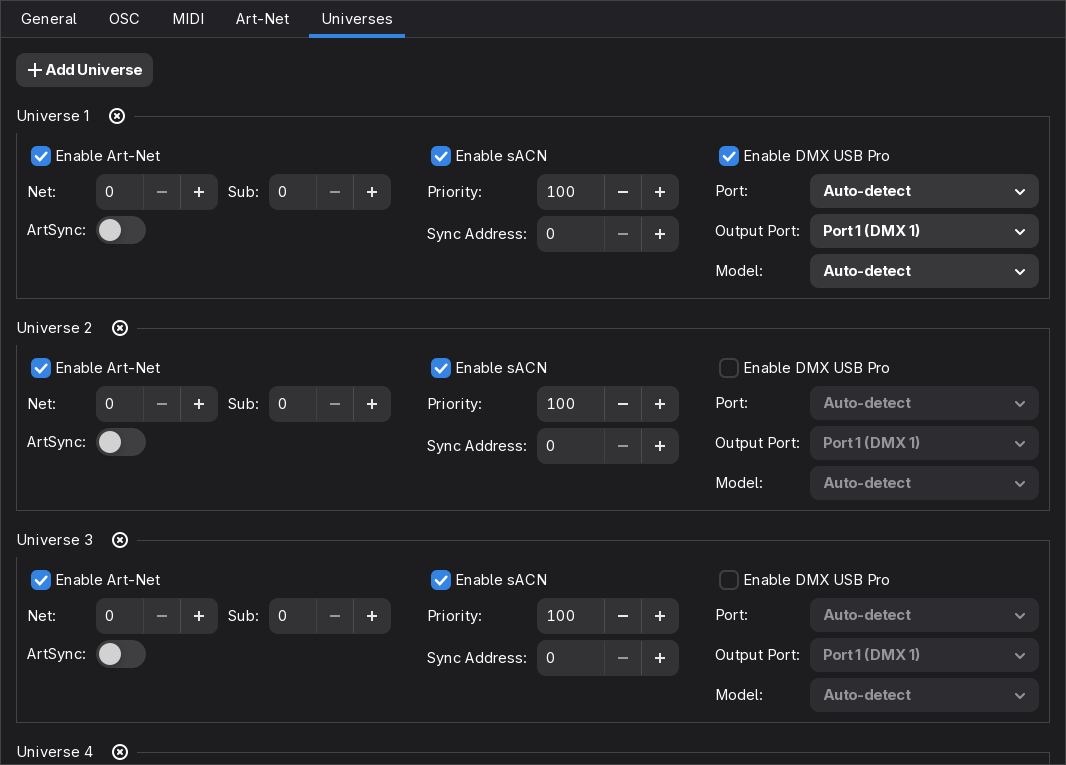 General OSC MIDI Art-Net Universes
Add Universe
Universe 1
Enable Art-Net Enable sACN Enable DMX USB Pro
Net: 0 Sub: 0 Priority: 100 Port: Auto-detect
ArtSync: Sync Address: 0 Output Port: Port 1 (DMX 1)
Model: Auto-detect
Universe 2
Enable Art-Net Enable sACN Enable DMX USB Pro
Net: 0 Sub: 0 Priority: 100 Port: Auto-detect
ArtSync: Sync Address: 0 Output Port: Port 1 (DMX 1)
Model: Auto-detect
Universe 3
Enable Art-Net Enable sACN Enable DMX USB Pro
Net: 0 Sub: 0 Priority: 100 Port: Auto-detect
ArtSync: Sync Address: 0 Output Port: Port 1 (DMX 1)
Model: Auto-detect
Universe 4